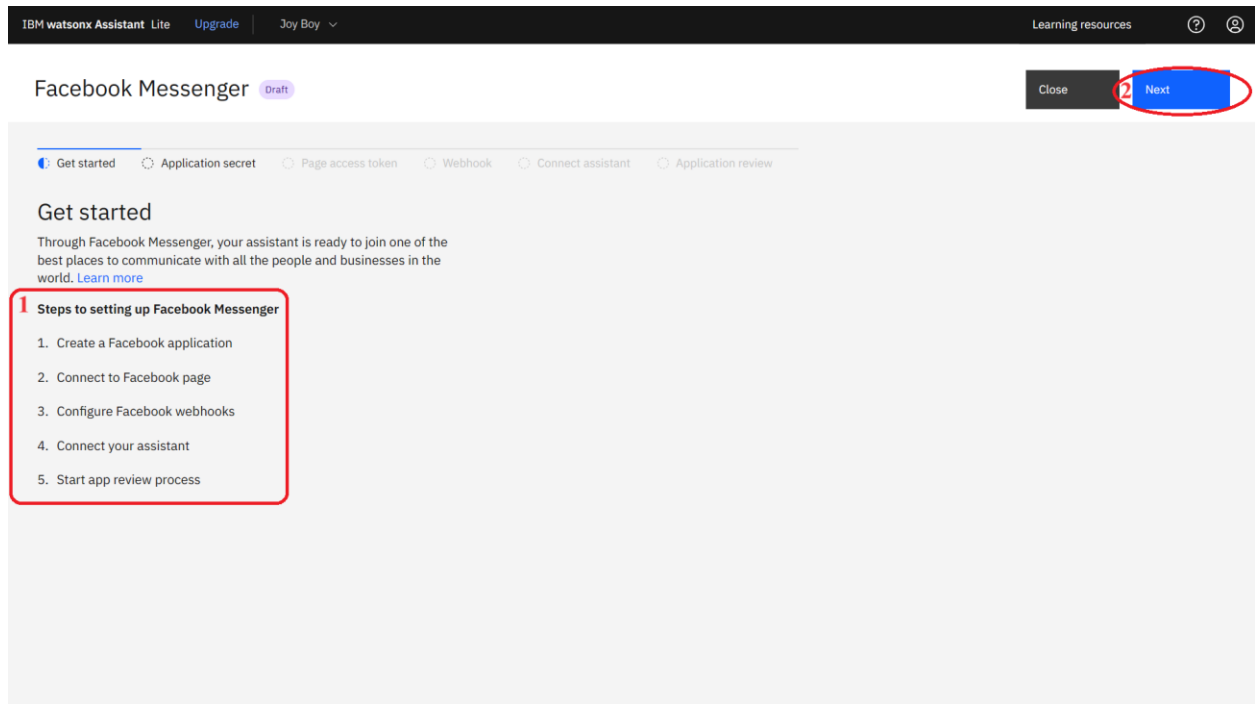 IBM watsonx Assistant Lite Upgrade Joy Boy Learning resources
Facebook Messenger Draft Close 2 Next
Get started Application secret Page access token Webhook Connect assistant Application review
Get started
Through Facebook Messenger, your assistant is ready to join one of the
best places to communicate with all the people and businesses in the
world. Learn more
1 Steps to setting up Facebook Messenger
1. Create a Facebook application
2. Connect to Facebook page
3. Configure Facebook webhooks
4. Connect your assistant
5. Start app review process